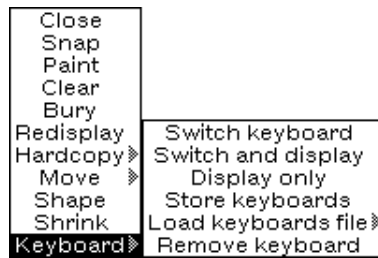 Close
Snap
Paint
Clear
Bury
Redisplay
Hardcopy
Move
Shape
Shrink
Keyboard
Switch keyboard
Switch and display
Display only
Store keyboards
Load keyboards file
Remove keyboard